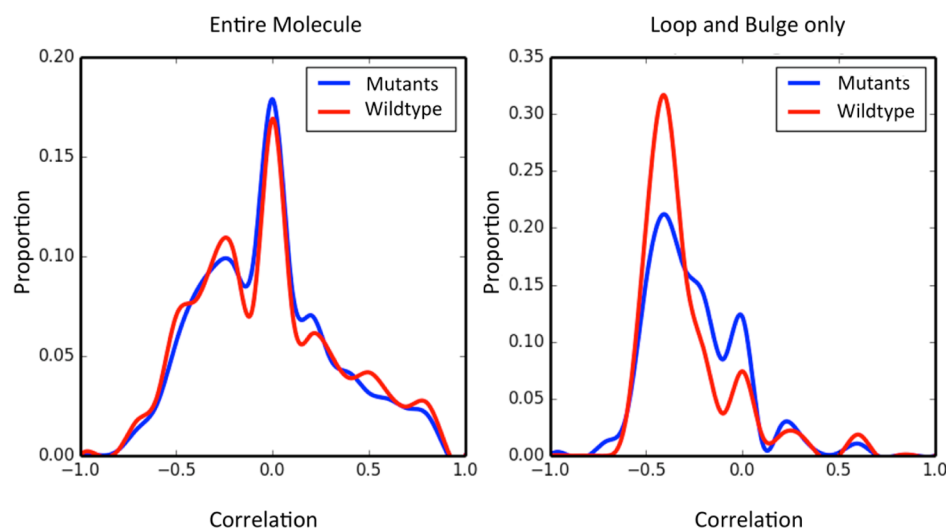 Entire Molecule
0.20
0.15
0.10
0.05
0.00
−1.0 −0.5 0.0 0.5 1.0
Proportion
Correlation
Mutants
Wildtype
Loop and Bulge only
0.35
0.30
0.25
0.20
0.15
0.10
0.05
0.00
−1.0 −0.5 0.0 0.5 1.0
Proportion
Correlation
Mutants
Wildtype